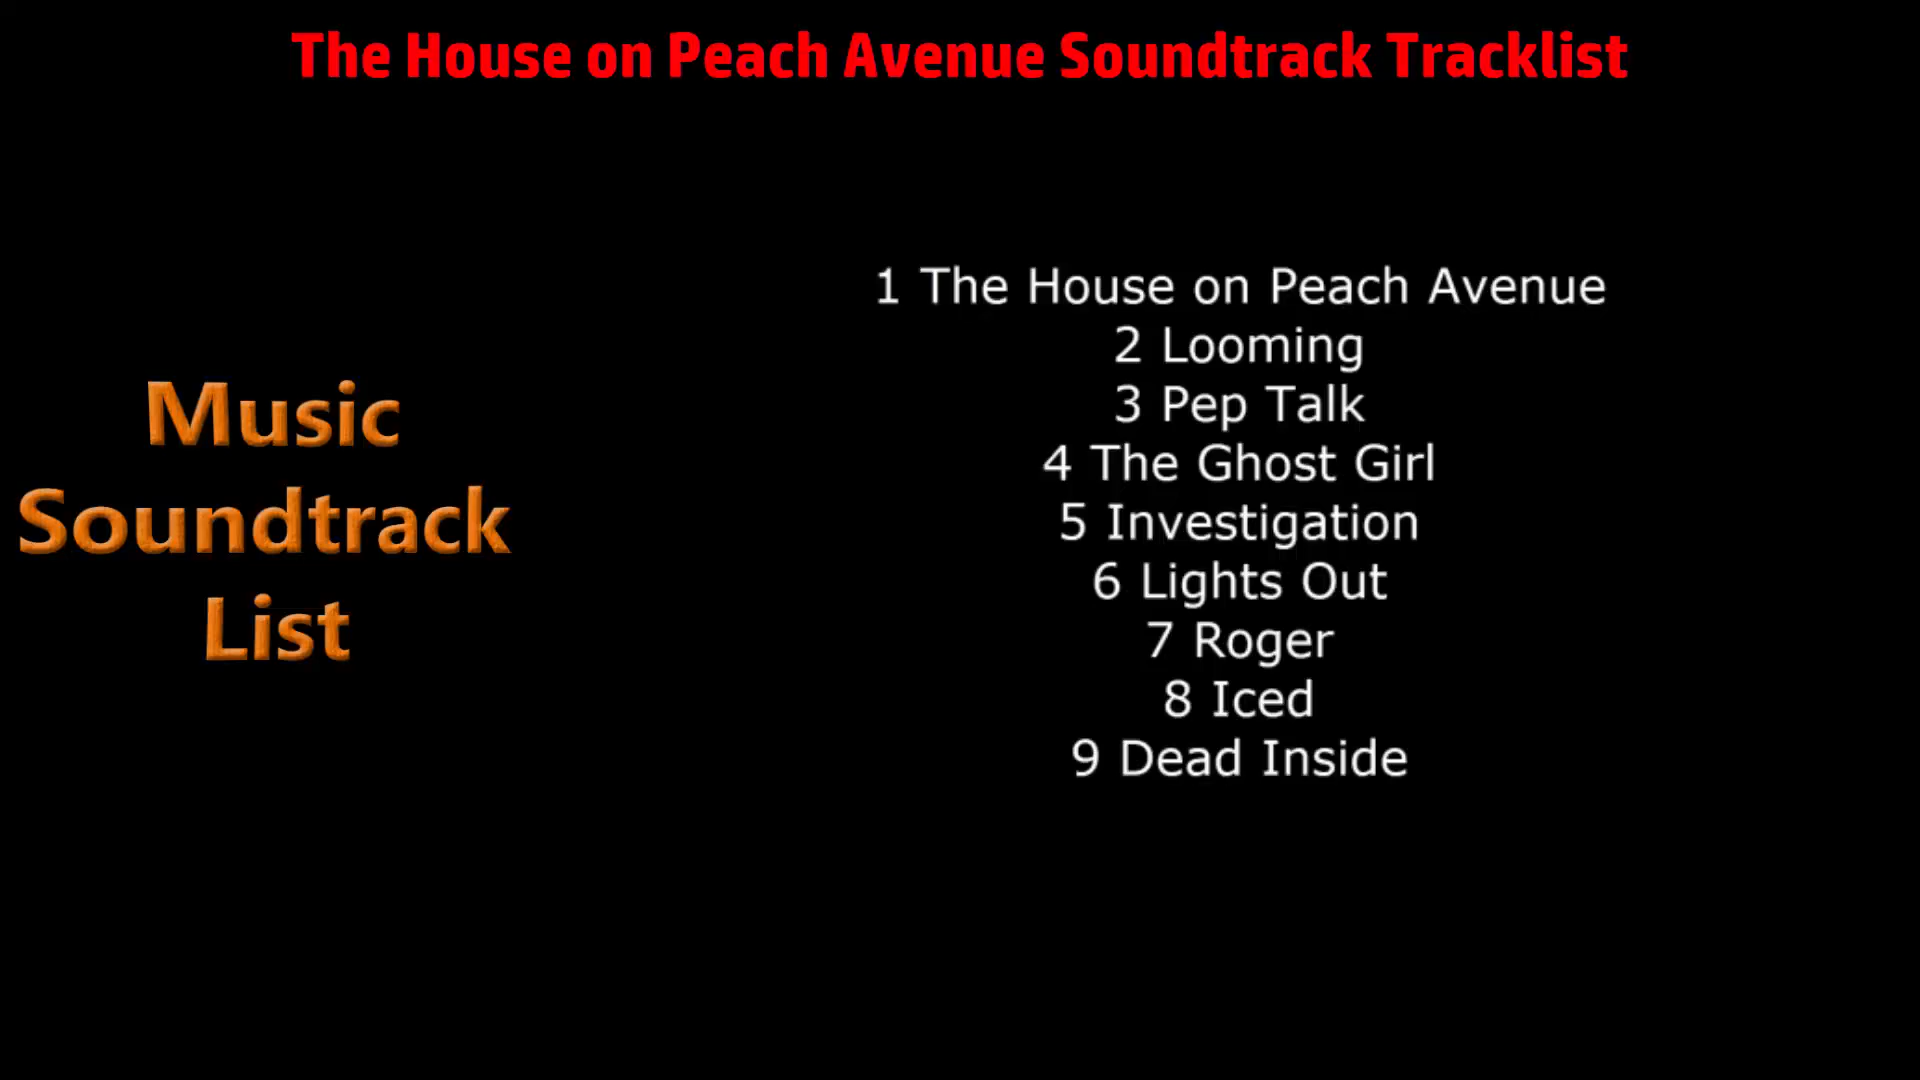 The House on Peach Avenue Soundtrack Tracklist
Music
Soundtrack
List
1 The House on Peach Avenue
2 Looming
3 Pep Talk
4 The Ghost Girl
5 Investigation
6 Lights Out
7 Roger
8 Iced
9 Dead Inside